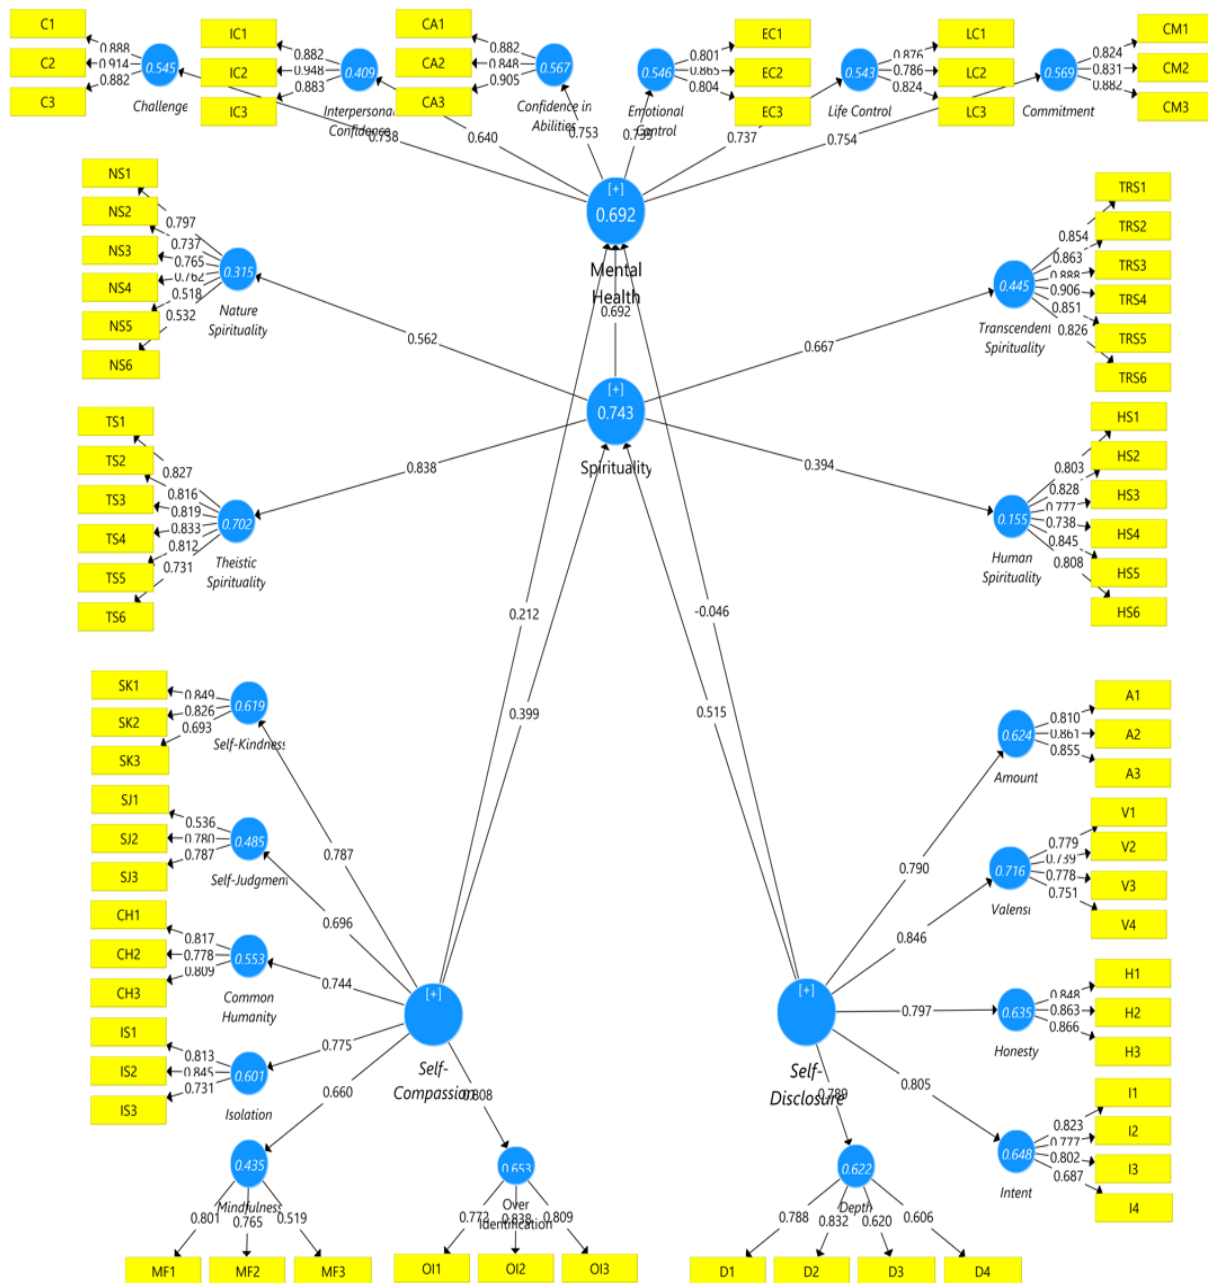 C1
C2
C3
0.888
0.914
0.882
0.545
Challenge
IC1
IC2
IC3
0.882
0.948
0.883
0.409
Interpersonal
Confidence
CA1
CA2
CA3
0.882
0.848
0.905
0.567
Confidence in
Abilities
0.546
Emotional
Control
0.801
0.865
0.804
EC1
EC2
EC3
0.543
Life Control
0.876
0.786
0.824
LC1
LC2
LC3
0.569
Commitment
0.824
0.831
0.882
CM1
CM2
CM3
0.738
0.640
0.753
0.737
0.754
[+]
0.692
Mental
Health
0.692
NS1
NS2
NS3
NS4
NS5
NS6
0.797
0.737
0.765
0.762
0.518
0.532
0.315
Nature
Spirituality
0.562
TRS1
TRS2
TRS3
TRS4
TRS5
TRS6
0.854
0.863
0.888
0.906
0.851
0.826
0.445
Transcendent
Spirituality
0.667
[+]
0.743
Spirituality
TS1
TS2
TS3
TS4
TS5
TS6
0.827
0.816
0.819
0.833
0.812
0.731
0.702
Theistic
Spirituality
0.838
HS1
HS2
HS3
HS4
HS5
HS6
0.803
0.828
0.777
0.738
0.845
0.808
0.155
Human
Spirituality
0.394
0.212
-0.046
0.399
0.515
SK1
SK2
SK3
0.849
0.826
0.693
0.619
Self-Kindness
SJ1
SJ2
SJ3
0.536
0.780
0.787
0.485
Self-Judgment
CH1
CH2
CH3
0.817
0.778
0.809
0.553
Common
Humanity
IS1
IS2
IS3
0.813
0.845
0.731
0.601
Isolation
0.787
0.696
0.744
0.775
0.660
0.808
[+]
Self-
Compassion
0.435
Mindfulness
0.801
0.765
0.519
MF1
MF2
MF3
0.653
Over
Identification
0.772
0.838
0.809
OI1
OI2
OI3
A1
A2
A3
0.810
0.861
0.855
0.624
Amount
V1
V2
V3
V4
0.779
0.739
0.778
0.751
0.716
Valensi
H1
H2
H3
0.848
0.863
0.866
0.635
Honesty
I1
I2
I3
I4
0.823
0.777
0.802
0.687
0.648
Intent
0.790
0.846
0.797
0.805
0.789
[+]
Self-
Disclosure
0.622
Depth
0.788
0.832
0.620
0.606
D1
D2
D3
D4